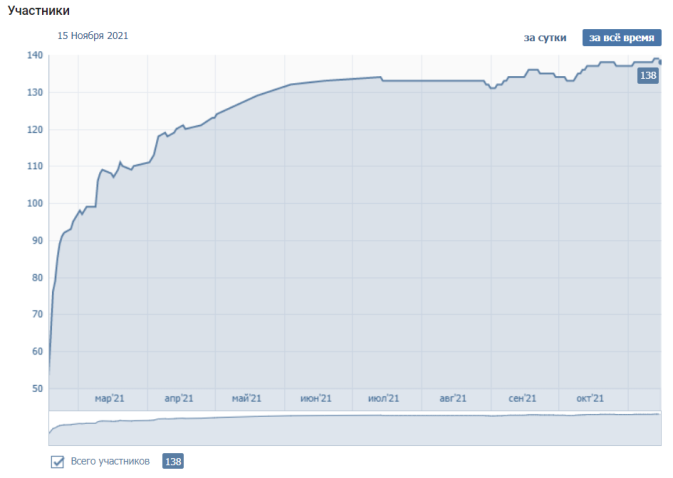 Участники
15 Ноября 2021
за сутки
за всё время
140
130
120
110
100
90
80
70
60
50
138
мар'21
апр'21
май'21
июн'21
июл'21
авг'21
сен'21
окт'21
Всего участников 138